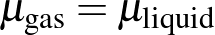 μ_gas = μ_liquid